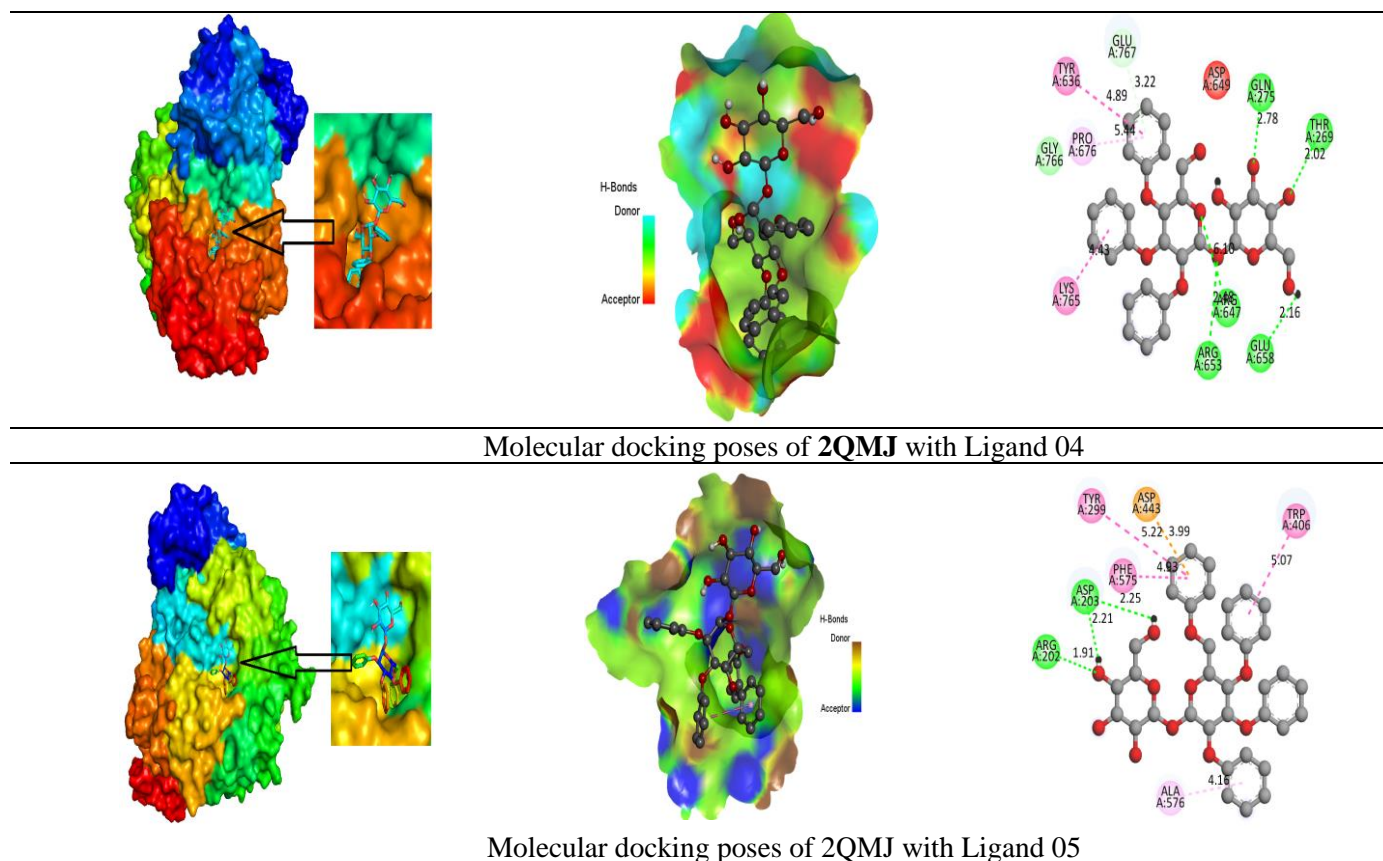 H-Bonds
Donor
Acceptor
GLU
A:767
TYR
A:636
3.22
4.89
5.44
PRO
A:676
GLY
A:766
ASP
A:649
GLN
A:275
2.78
THR
A:269
2.02
4.43
LYS
A:765
6.10
ARG
A:647
ARG
A:653
GLU
A:658
2.16
Molecular docking poses of 2QMJ with Ligand 04
H-Bonds
Donor
Acceptor
TYR
A:299
ASP
A:443
5.22
3.99
TRP
A:406
5.07
PHE
A:575
4.93
ASP
A:203
2.25
2.21
ARG
A:202
1.91
ALA
A:576
4.16
Molecular docking poses of 2QMJ with Ligand 05